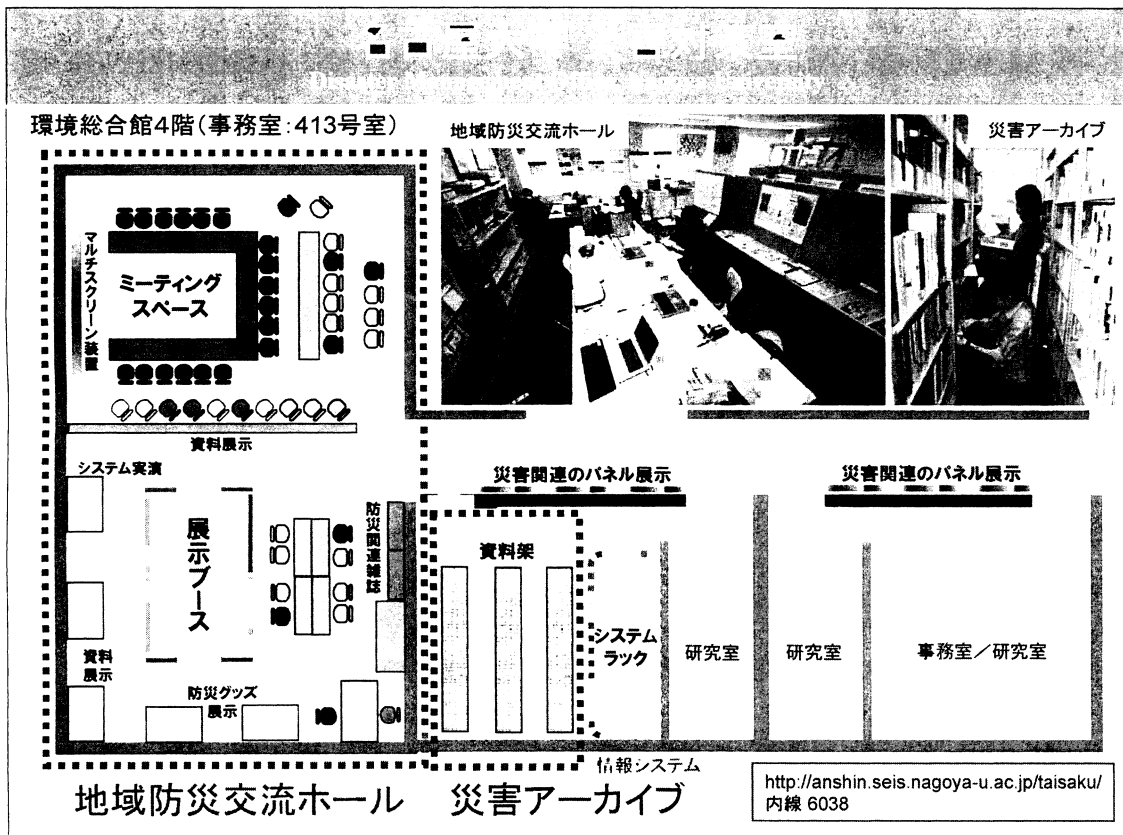 環境総合館4階(事務室:413号室)
地域防災交流ホール
災害アーカイブ
マルチスクリーン装置
ミーティング
スペース
資料展示
システム実演
展示ブース
防災関連雑誌
資料
展示
防災グッズ
展示
災害関連のパネル展示
災害関連のパネル展示
資料架
システム
ラック
研究室
研究室
事務室/研究室
情報システム
地域防災交流ホール
災害アーカイブ
http://anshin.seis.nagoya-u.ac.jp/taisaku/
内線 6038